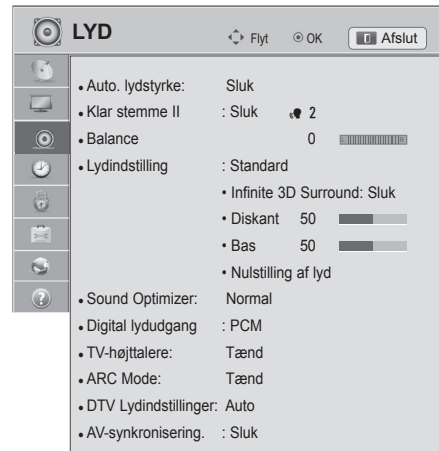 LYD Flyt OK Afslut
• Auto. lydstyrke: Sluk
• Klar stemme II : Sluk 2
• Balance 0 L R
• Lydindstilling : Standard
• Infinite 3D Surround: Sluk
• Diskant 50
• Bas 50
• Nulstilling af lyd
• Sound Optimizer: Normal
• Digital lydudgang : PCM
• TV-højttalere: Tænd
• ARC Mode: Tænd
• DTV Lydindstillinger: Auto
• AV-synkronisering. : Sluk